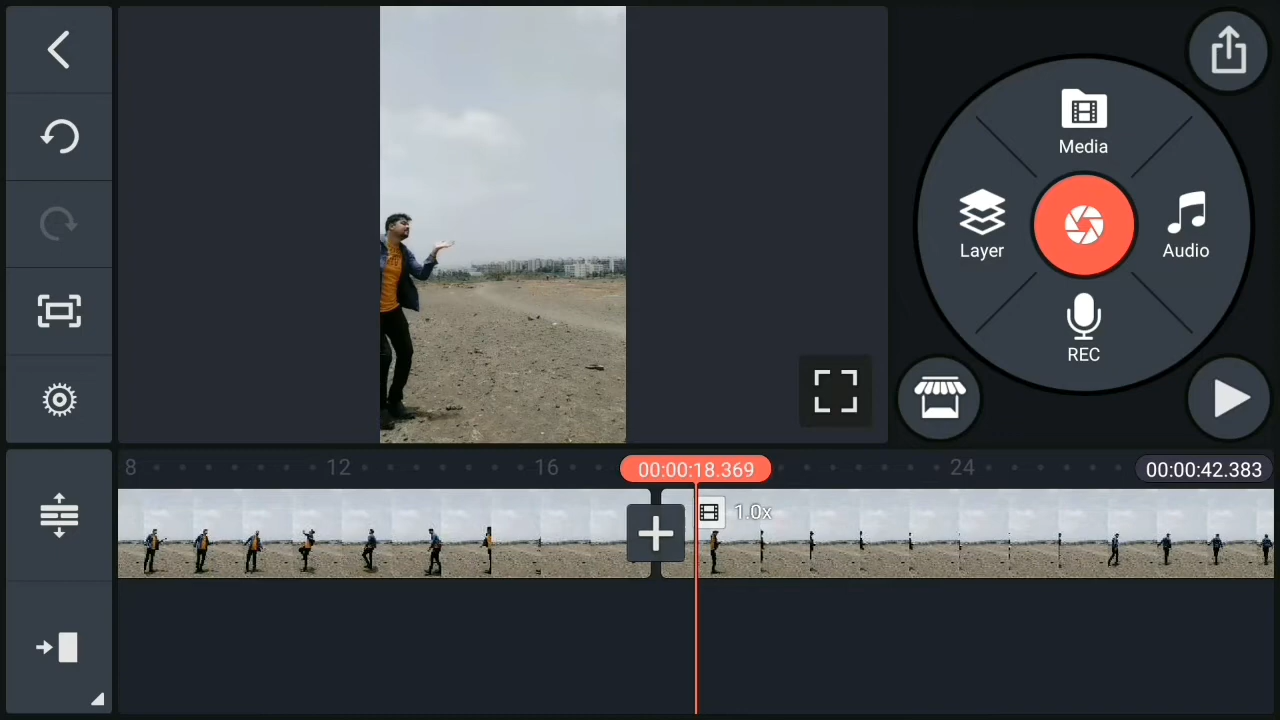 Media
Layer
Audio
REC
8
12
16
00:00:18.369
24
00:00:42.383
1.0x